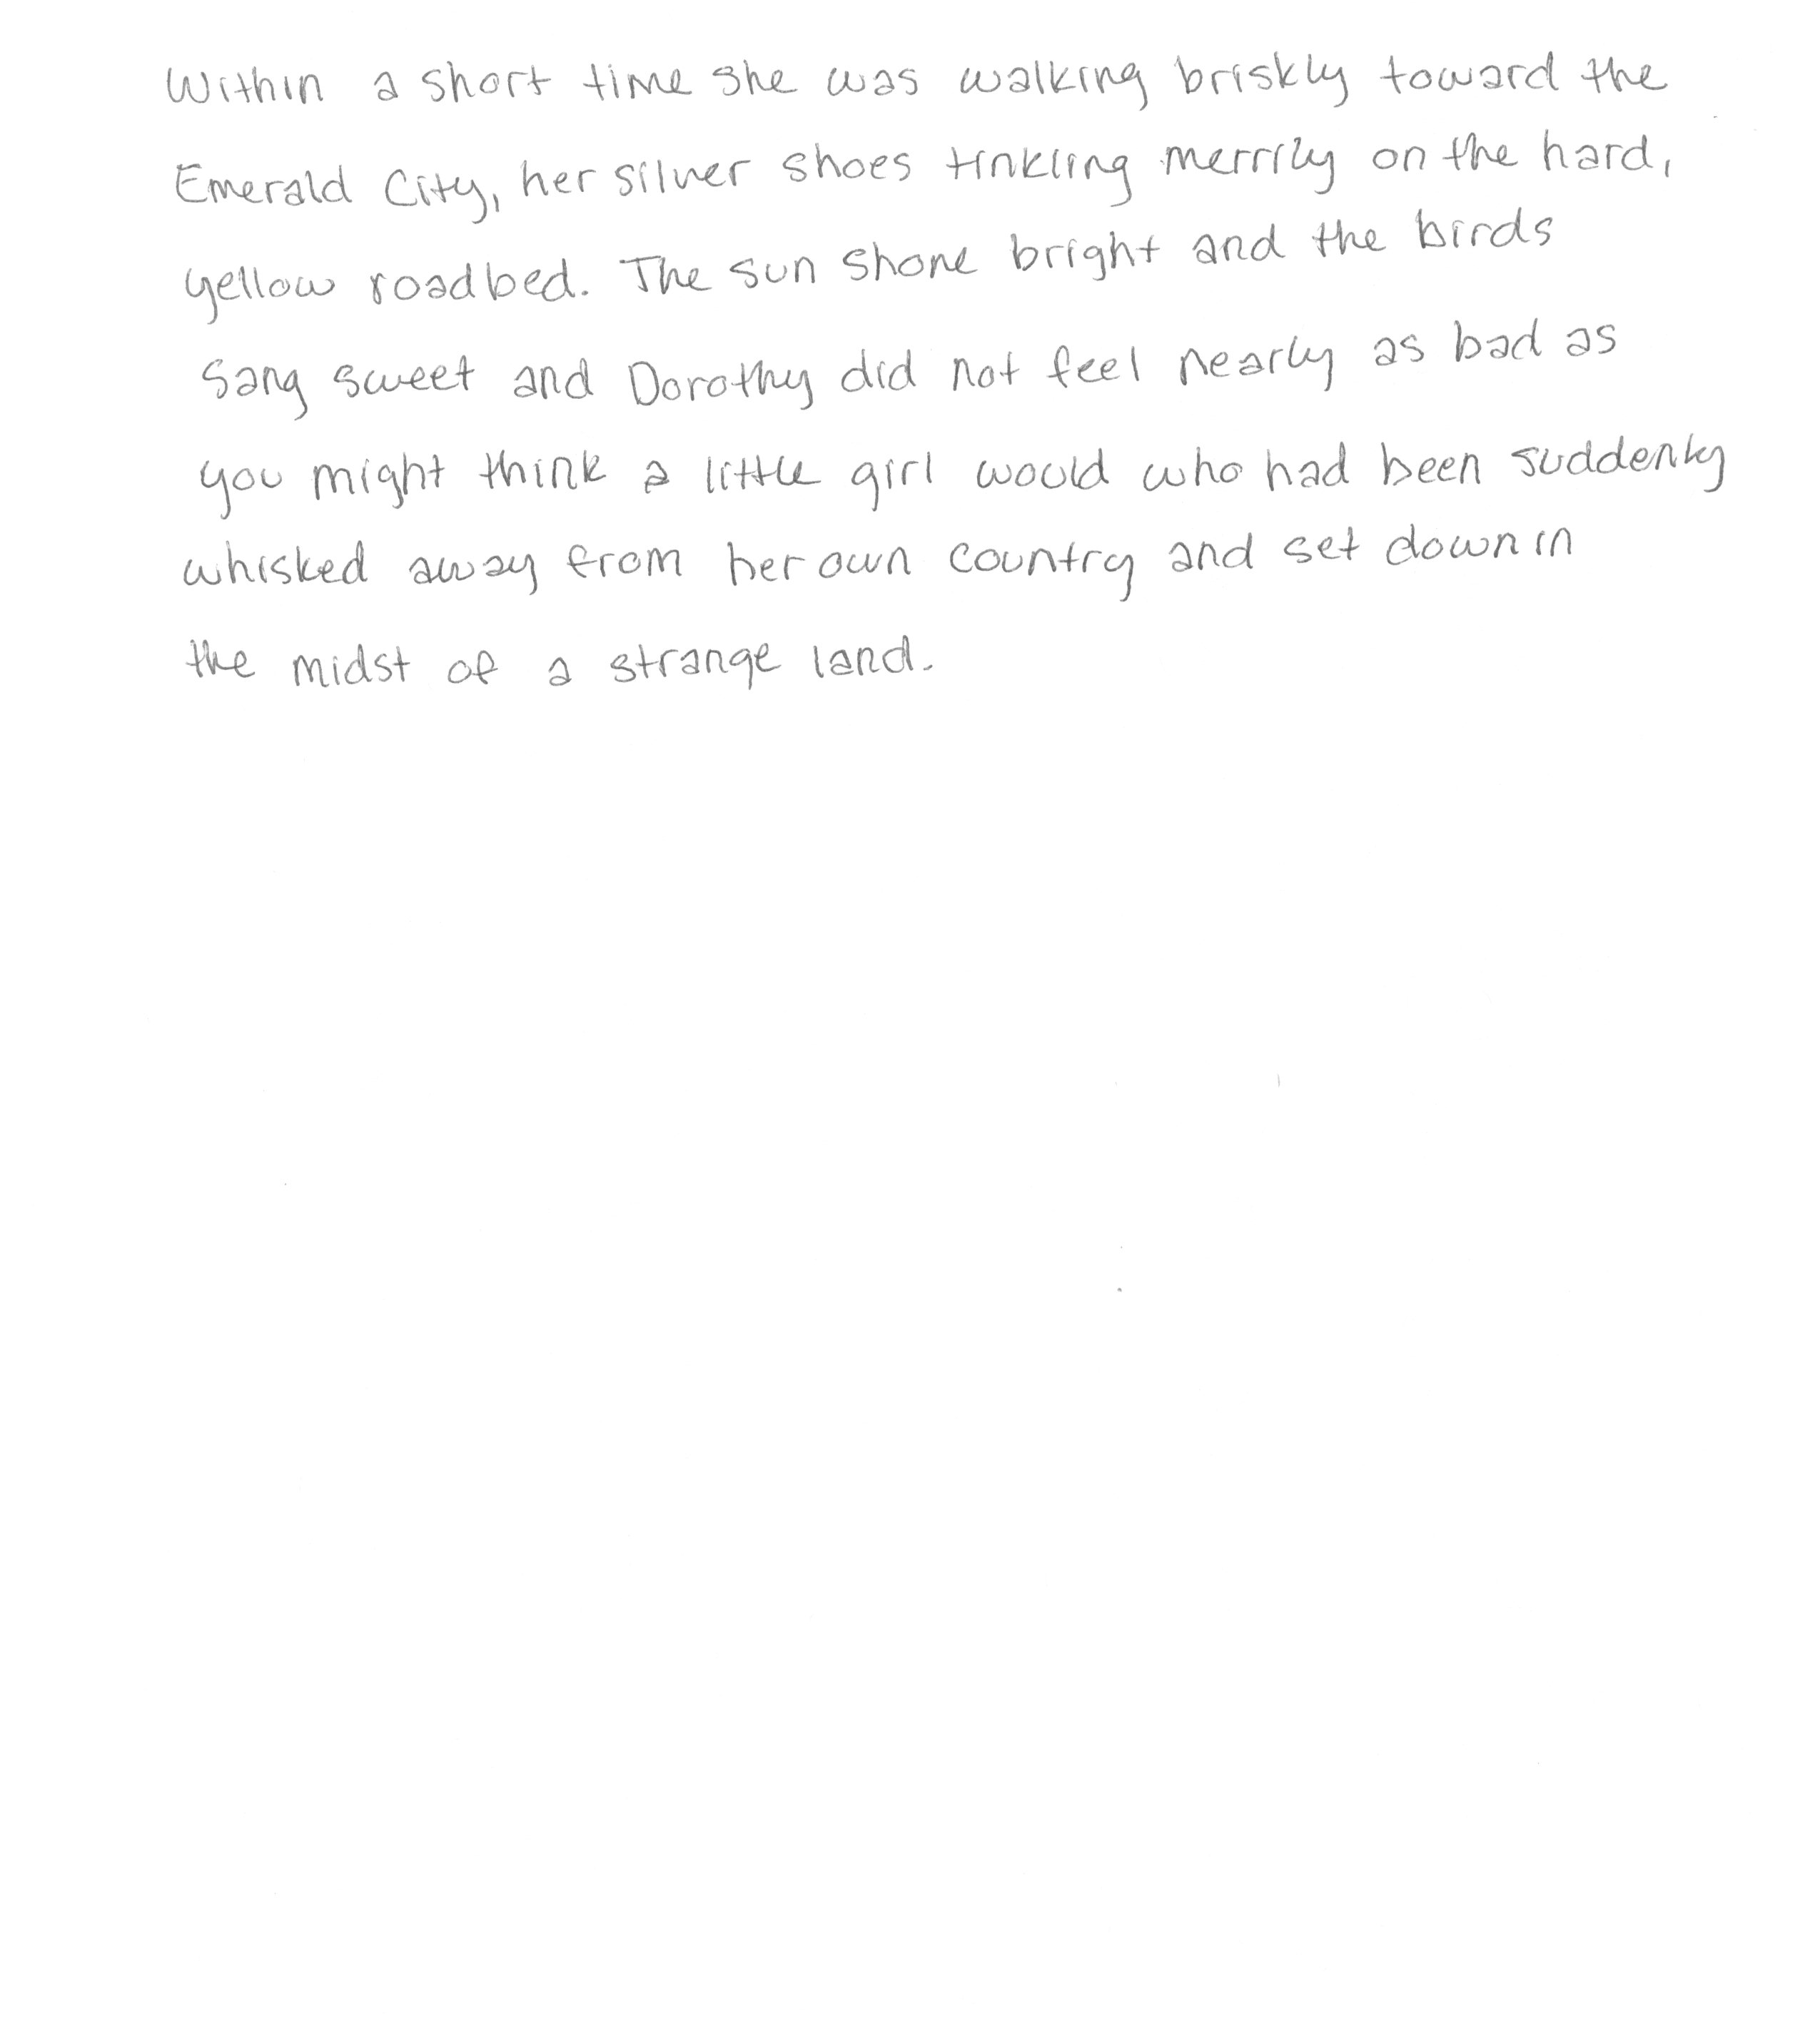 Within a short time she was walking briskly toward the
Emerald City, her silver shoes tinkling merrily on the hard,
yellow roadbed. The sun shone bright and the birds
sang sweet and Dorothy did not feel nearly as bad as
you might think a little girl would who had been suddenly
whisked away from her own country and set down in
the midst of a strange land.